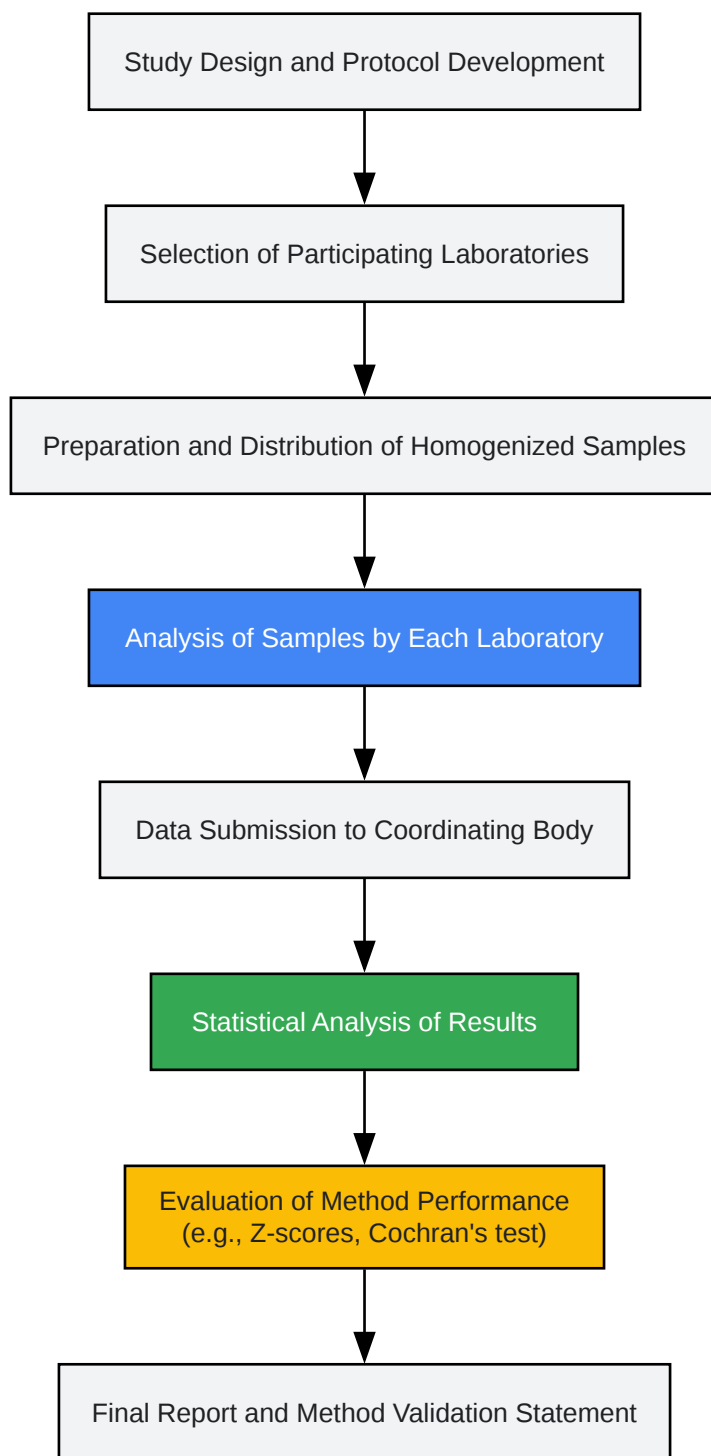 Study Design and Protocol Development
Selection of Participating Laboratories
Preparation and Distribution of Homogenized Samples
Analysis of Samples by Each Laboratory
Data Submission to Coordinating Body
Statistical Analysis of Results
Evaluation of Method Performance
(e.g., Z-scores, Cochran's test)
Final Report and Method Validation Statement